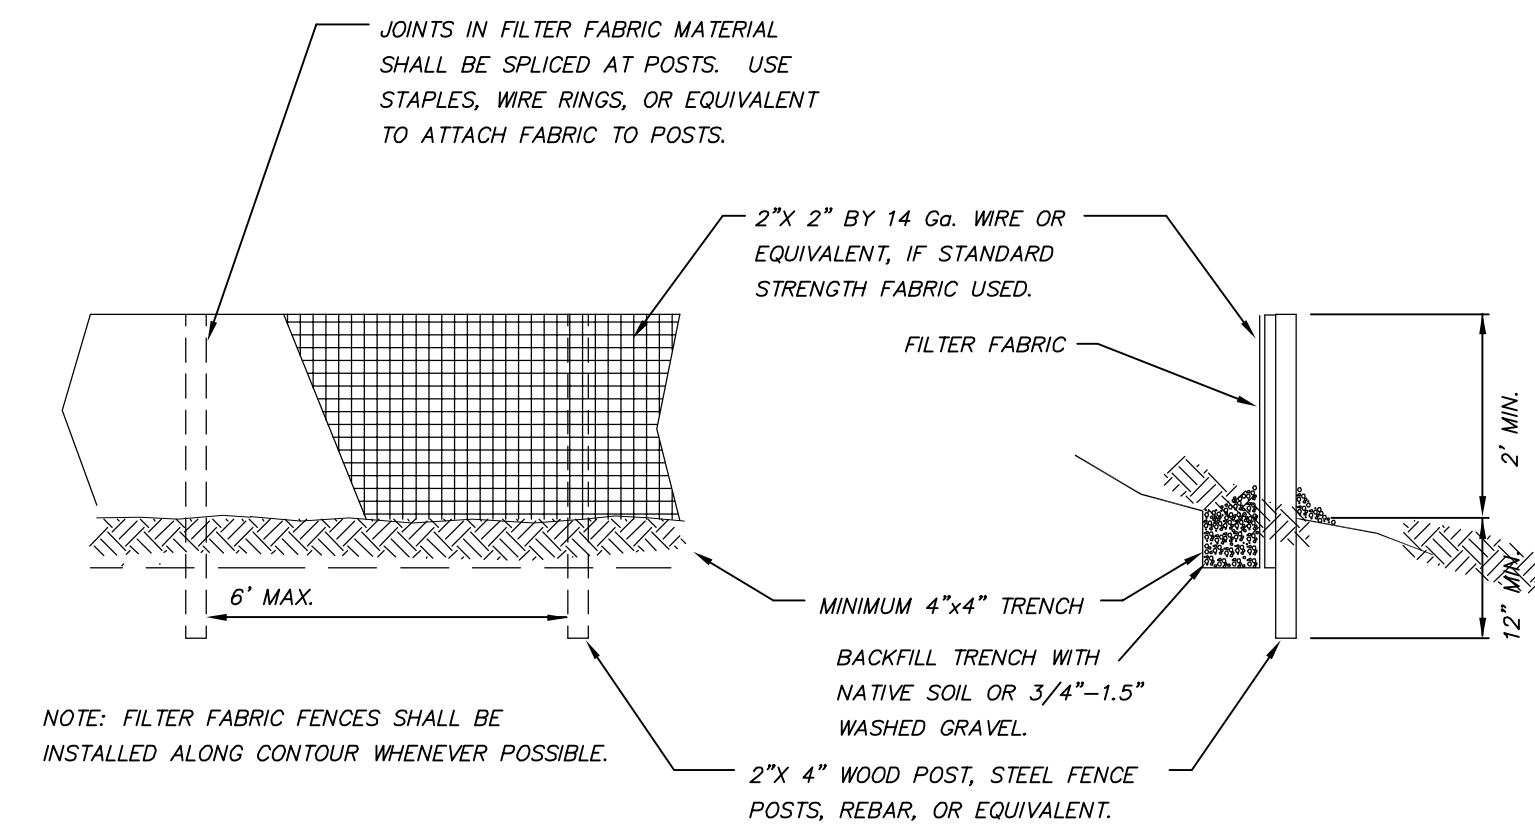 JOINTS IN FILTER FABRIC MATERIAL
SHALL BE SPLICED AT POSTS.  USE
STAPLES, WIRE RINGS, OR EQUIVALENT
TO ATTACH FABRIC TO POSTS.
2"X 2" BY 14 Ga. WIRE OR
EQUIVALENT, IF STANDARD
STRENGTH FABRIC USED.
FILTER FABRIC
2' MIN.
12" MIN.
6' MAX.
MINIMUM 4"x4" TRENCH
BACKFILL TRENCH WITH
NATIVE SOIL OR 3/4"-1.5"
WASHED GRAVEL.
NOTE: FILTER FABRIC FENCES SHALL BE
INSTALLED ALONG CONTOUR WHENEVER POSSIBLE.
2"X 4" WOOD POST, STEEL FENCE
POSTS, REBAR, OR EQUIVALENT.